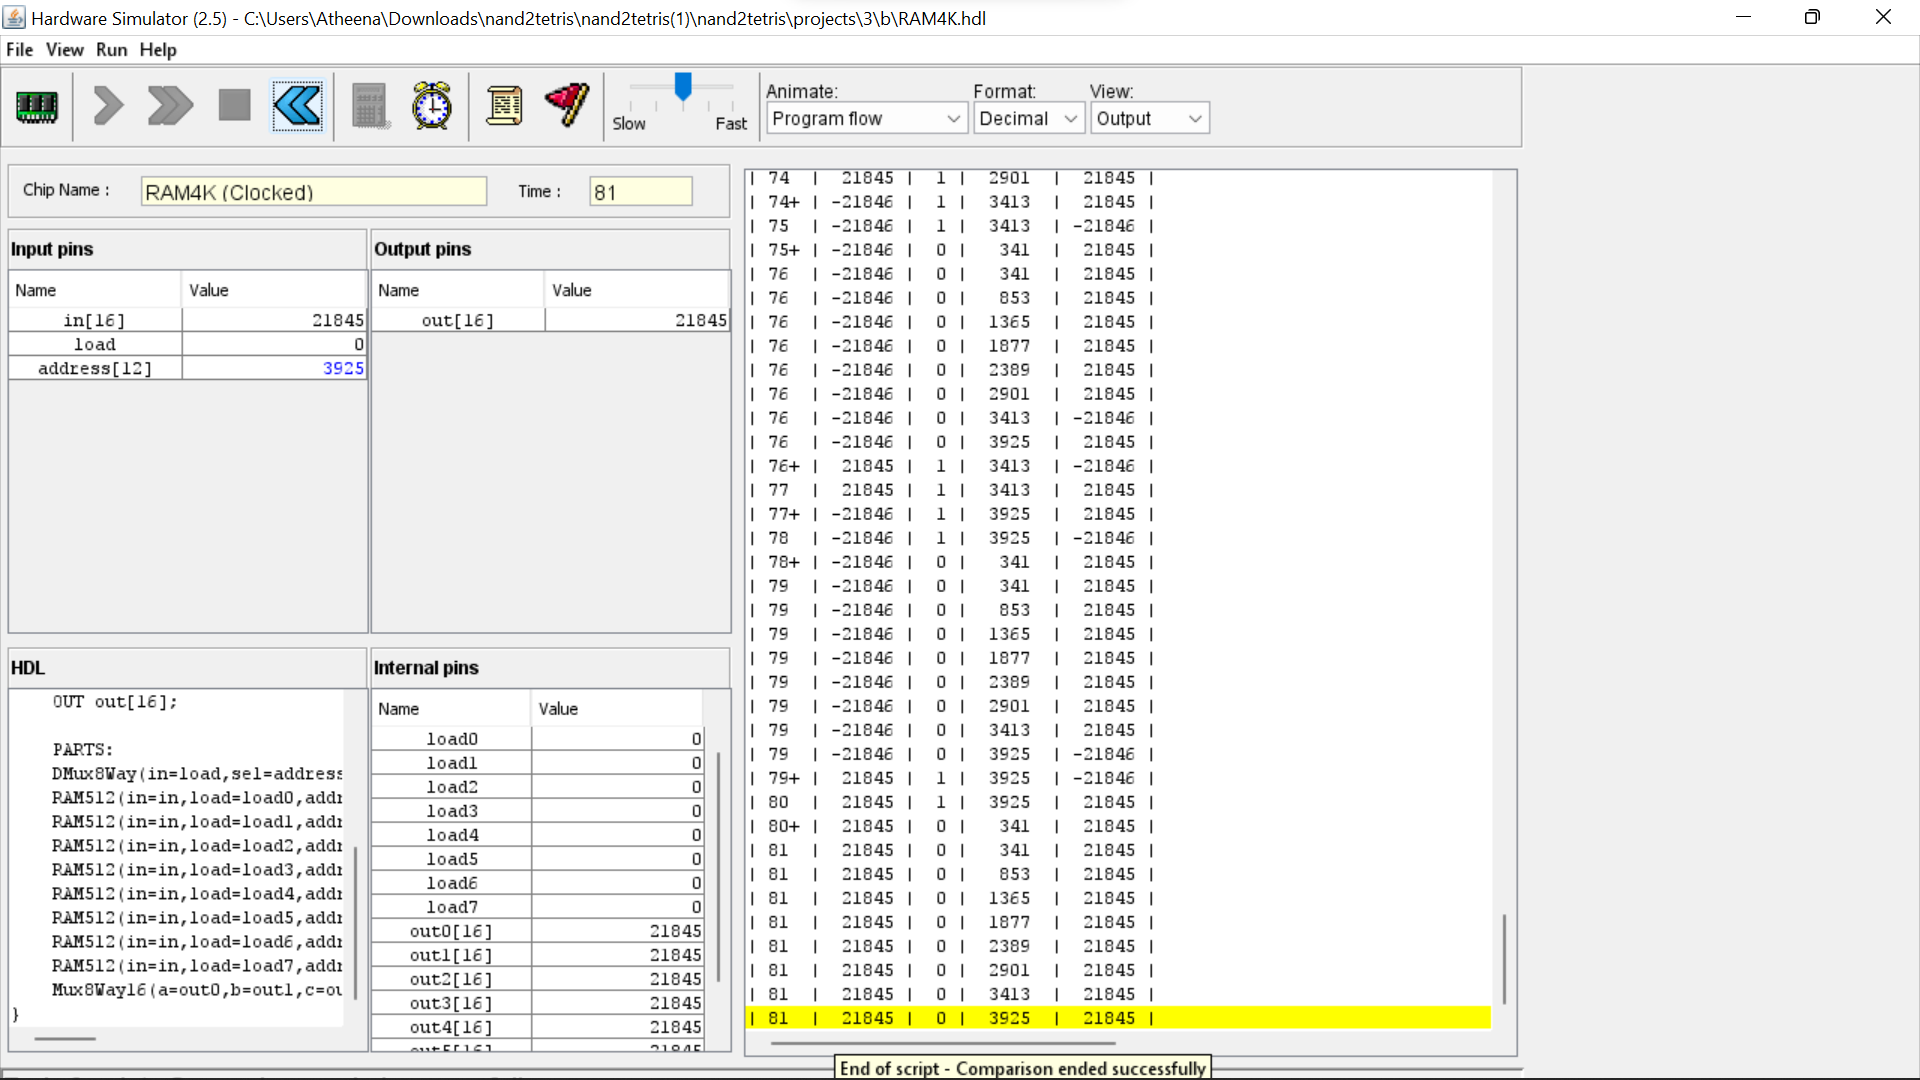 Hardware Simulator (2.5) - C:\Users\Atheena\Downloads\nand2tetris\nand2tetris(1)\nand2tetris\projects\3\b\RAM4K.hdl
File View Run Help
Slow Fast
Animate: Format: View:
Program flow Decimal Output
Chip Name : RAM4K (Clocked) Time : 81
Input pins
Name Value
in[16] 21845
load 0
address[12] 3925
Output pins
Name Value
out[16] 21845
HDL
OUT out[16];
PARTS:
DMux8Way(in=load,sel=address
RAM512(in=in,load=load0,addr
RAM512(in=in,load=load1,addr
RAM512(in=in,load=load2,addr
RAM512(in=in,load=load3,addr
RAM512(in=in,load=load4,addr
RAM512(in=in,load=load5,addr
RAM512(in=in,load=load6,addr
RAM512(in=in,load=load7,addr
Mux8Way16(a=out0,b=out1,c=ou
}
Internal pins
Name Value
load0 0
load1 0
load2 0
load3 0
load4 0
load5 0
load6 0
load7 0
out0[16] 21845
out1[16] 21845
out2[16] 21845
out3[16] 21845
out4[16] 21845
| 74 | 21845 | 1 | 2901 | 21845 |
| 74+ | -21846 | 1 | 3413 | 21845 |
| 75 | -21846 | 1 | 3413 | -21846 |
| 75+ | -21846 | 0 | 341 | 21845 |
| 76 | -21846 | 0 | 341 | 21845 |
| 76 | -21846 | 0 | 853 | 21845 |
| 76 | -21846 | 0 | 1365 | 21845 |
| 76 | -21846 | 0 | 1877 | 21845 |
| 76 | -21846 | 0 | 2389 | 21845 |
| 76 | -21846 | 0 | 2901 | 21845 |
| 76 | -21846 | 0 | 3413 | -21846 |
| 76 | -21846 | 0 | 3925 | 21845 |
| 76+ | 21845 | 1 | 3413 | -21846 |
| 77 | 21845 | 1 | 3413 | 21845 |
| 77+ | -21846 | 1 | 3925 | 21845 |
| 78 | -21846 | 1 | 3925 | -21846 |
| 78+ | -21846 | 0 | 341 | 21845 |
| 79 | -21846 | 0 | 341 | 21845 |
| 79 | -21846 | 0 | 853 | 21845 |
| 79 | -21846 | 0 | 1365 | 21845 |
| 79 | -21846 | 0 | 1877 | 21845 |
| 79 | -21846 | 0 | 2389 | 21845 |
| 79 | -21846 | 0 | 2901 | 21845 |
| 79 | -21846 | 0 | 3413 | 21845 |
| 79 | -21846 | 0 | 3925 | -21846 |
| 79+ | 21845 | 1 | 3925 | -21846 |
| 80 | 21845 | 1 | 3925 | 21845 |
| 80+ | 21845 | 0 | 341 | 21845 |
| 81 | 21845 | 0 | 341 | 21845 |
| 81 | 21845 | 0 | 853 | 21845 |
| 81 | 21845 | 0 | 1365 | 21845 |
| 81 | 21845 | 0 | 1877 | 21845 |
| 81 | 21845 | 0 | 2389 | 21845 |
| 81 | 21845 | 0 | 2901 | 21845 |
| 81 | 21845 | 0 | 3413 | 21845 |
| 81 | 21845 | 0 | 3925 | 21845 |
End of script - Comparison ended successfully